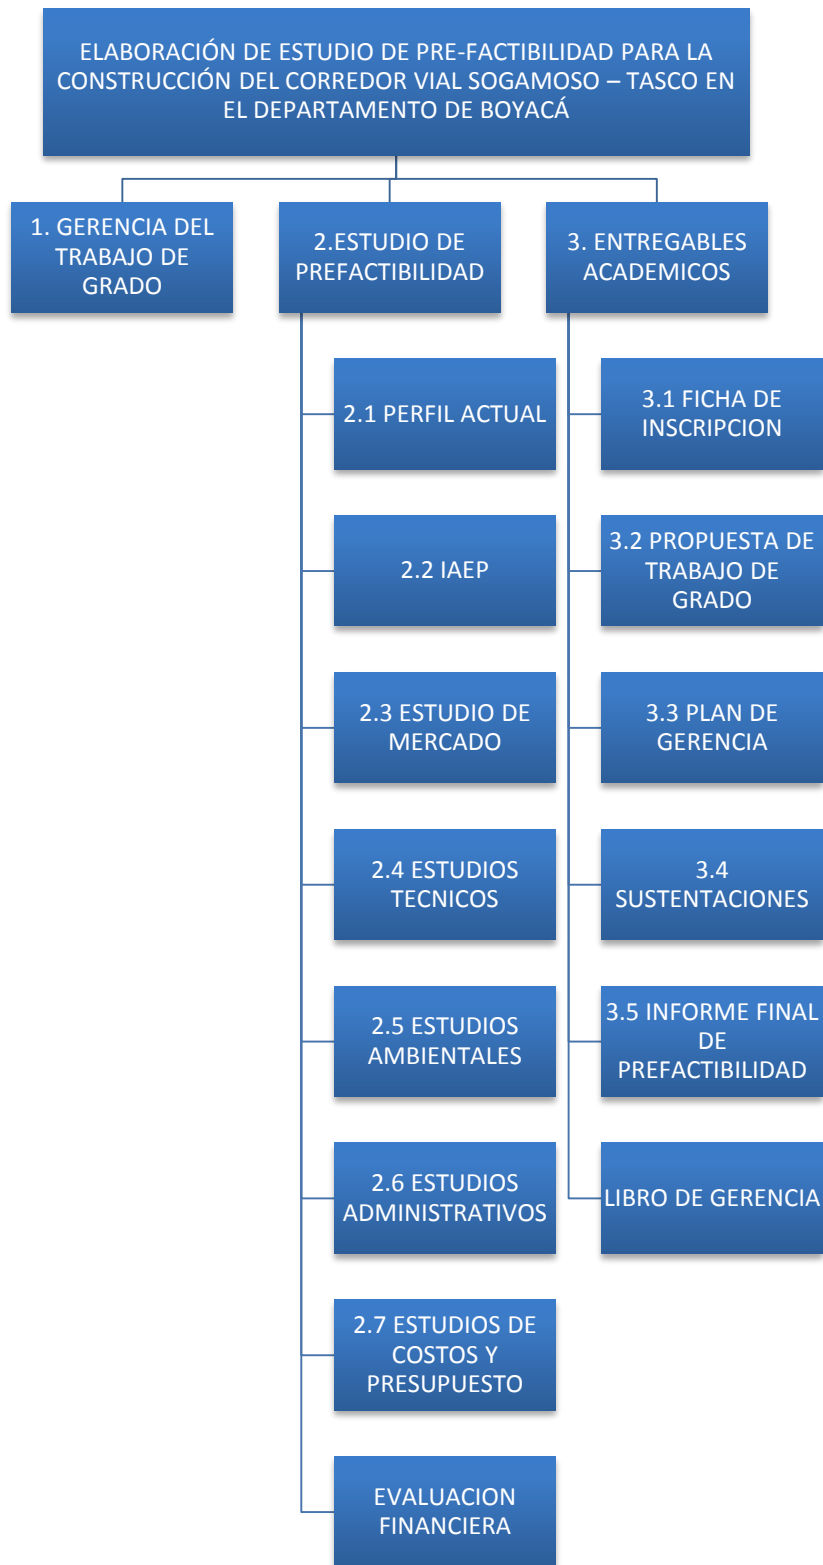 ELABORACIÓN DE ESTUDIO DE PRE-FACTIBILIDAD PARA LA
CONSTRUCCIÓN DEL CORREDOR VIAL SOGAMOSO – TASCO EN
EL DEPARTAMENTO DE BOYACÁ
1. GERENCIA DEL
TRABAJO DE
GRADO
2.ESTUDIO DE
PREFACTIBILIDAD
2.1 PERFIL ACTUAL
2.2 IAEP
2.3 ESTUDIO DE
MERCADO
2.4 ESTUDIOS
TECNICOS
2.5 ESTUDIOS
AMBIENTALES
2.6 ESTUDIOS
ADMINISTRATIVOS
2.7 ESTUDIOS DE
COSTOS Y
PRESUPUESTO
EVALUACION
FINANCIERA
3. ENTREGABLES
ACADEMICOS
3.1 FICHA DE
INSCRIPCION
3.2 PROPUESTA DE
TRABAJO DE
GRADO
3.3 PLAN DE
GERENCIA
3.4
SUSTENTACIONES
3.5 INFORME FINAL
DE
PREFACTIBILIDAD
LIBRO DE GERENCIA